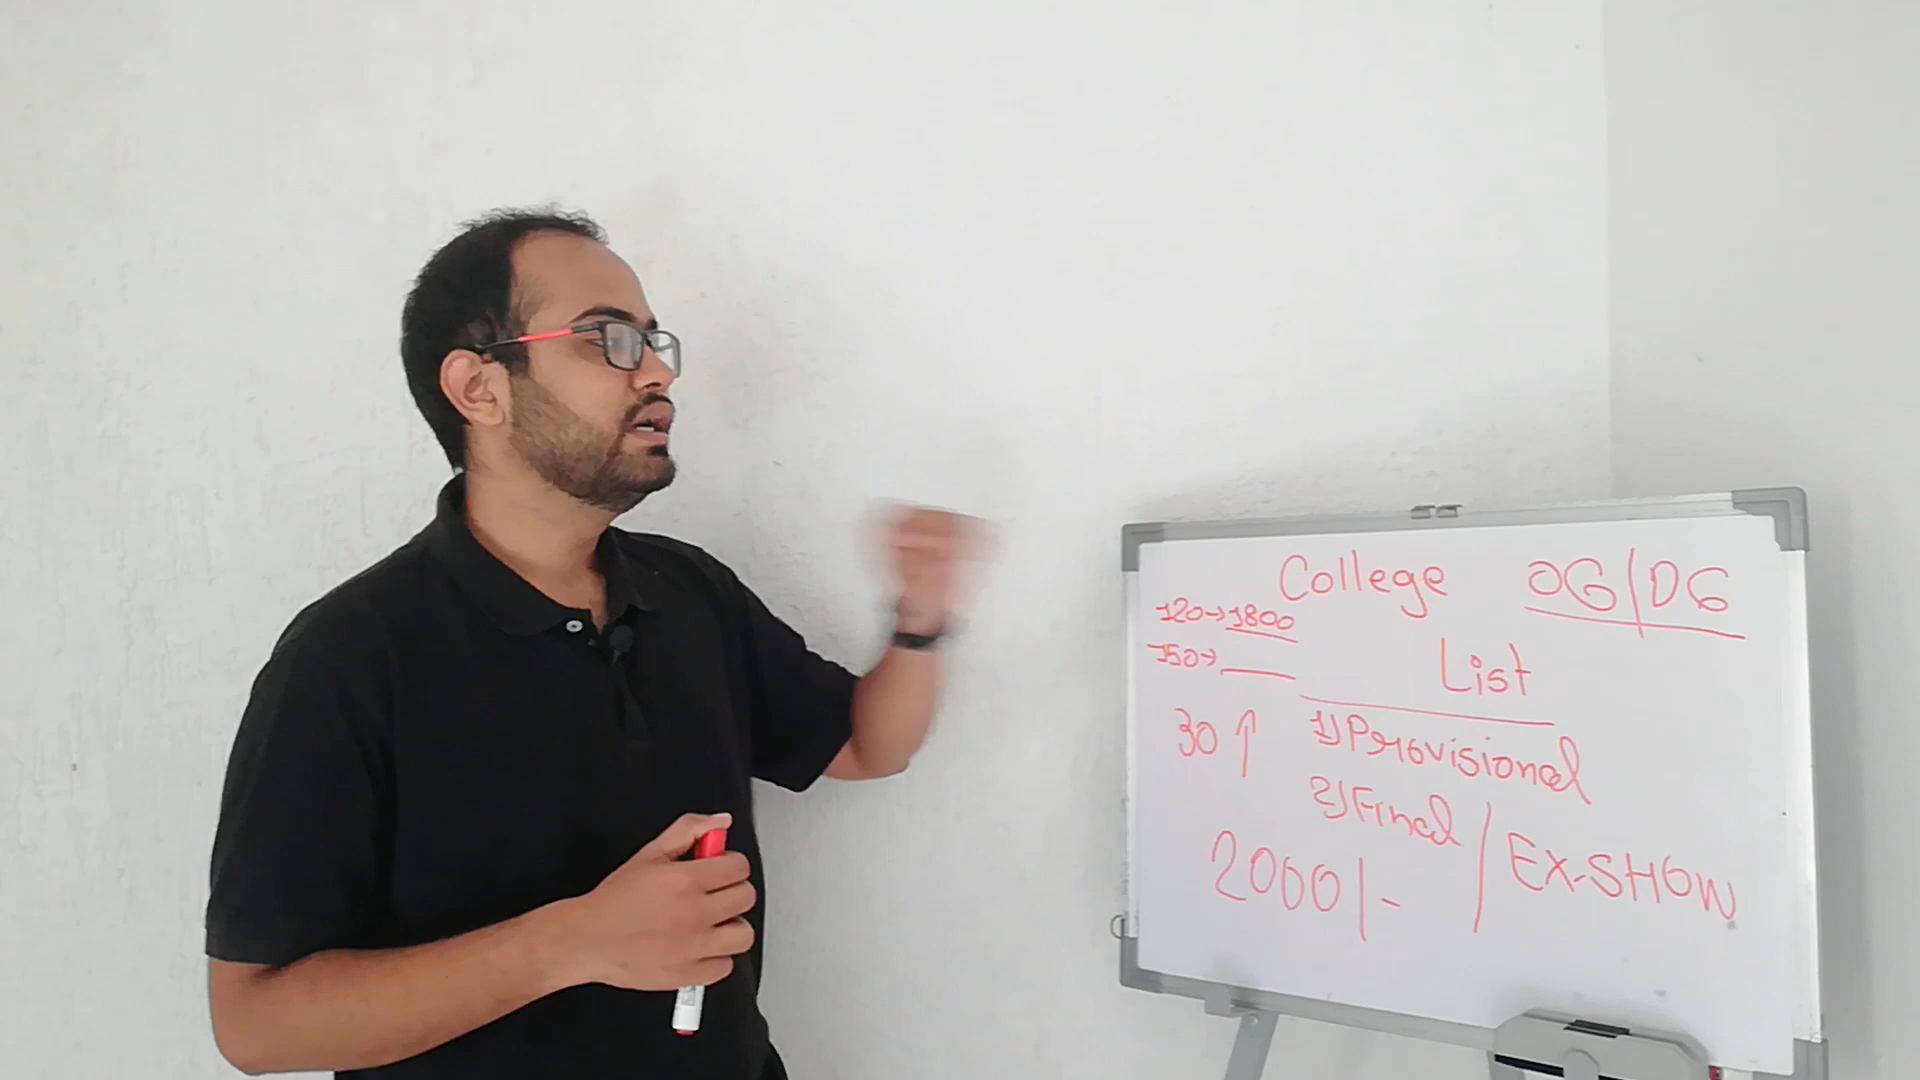 College OG/DG
120→1800
150→
List
30↑ 1) Provisional
2) Final / EX-SHOW
2000/-